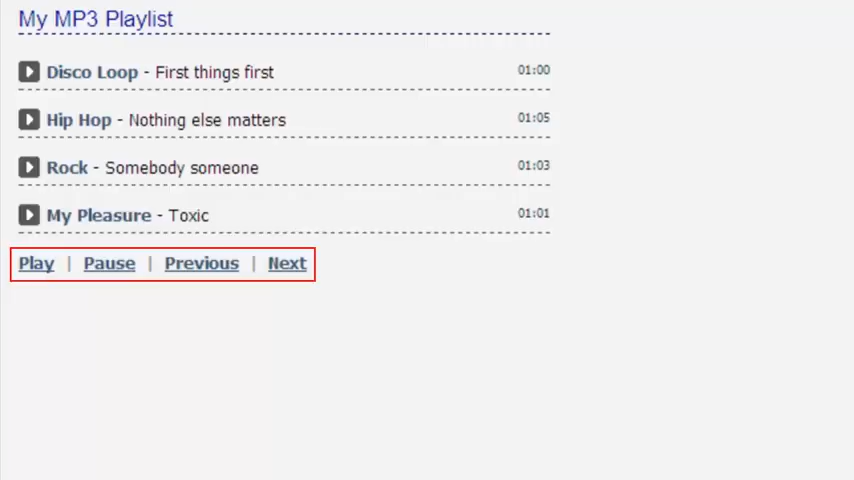 My MP3 Playlist
Disco Loop - First things first 01:00
Hip Hop - Nothing else matters 01:05
Rock - Somebody someone 01:03
My Pleasure - Toxic 01:01
Play | Pause | Previous | Next